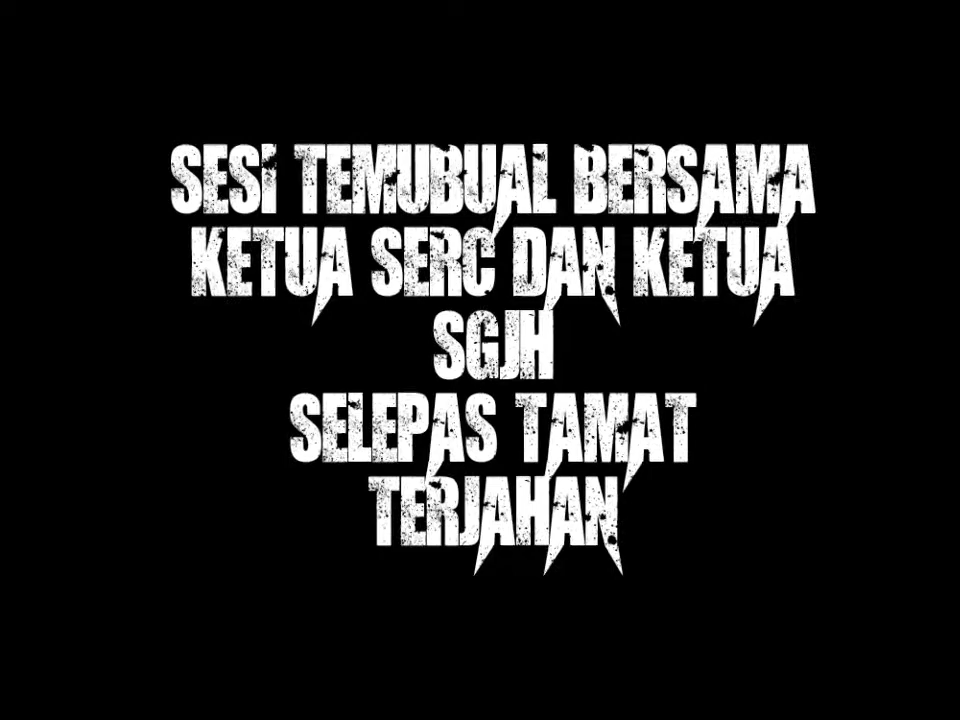 SESI TEMUBUAL BERSAMA
KETUA SERC DAN KETUA
SGJH
SELEPAS TAMAT
TERJAHAN